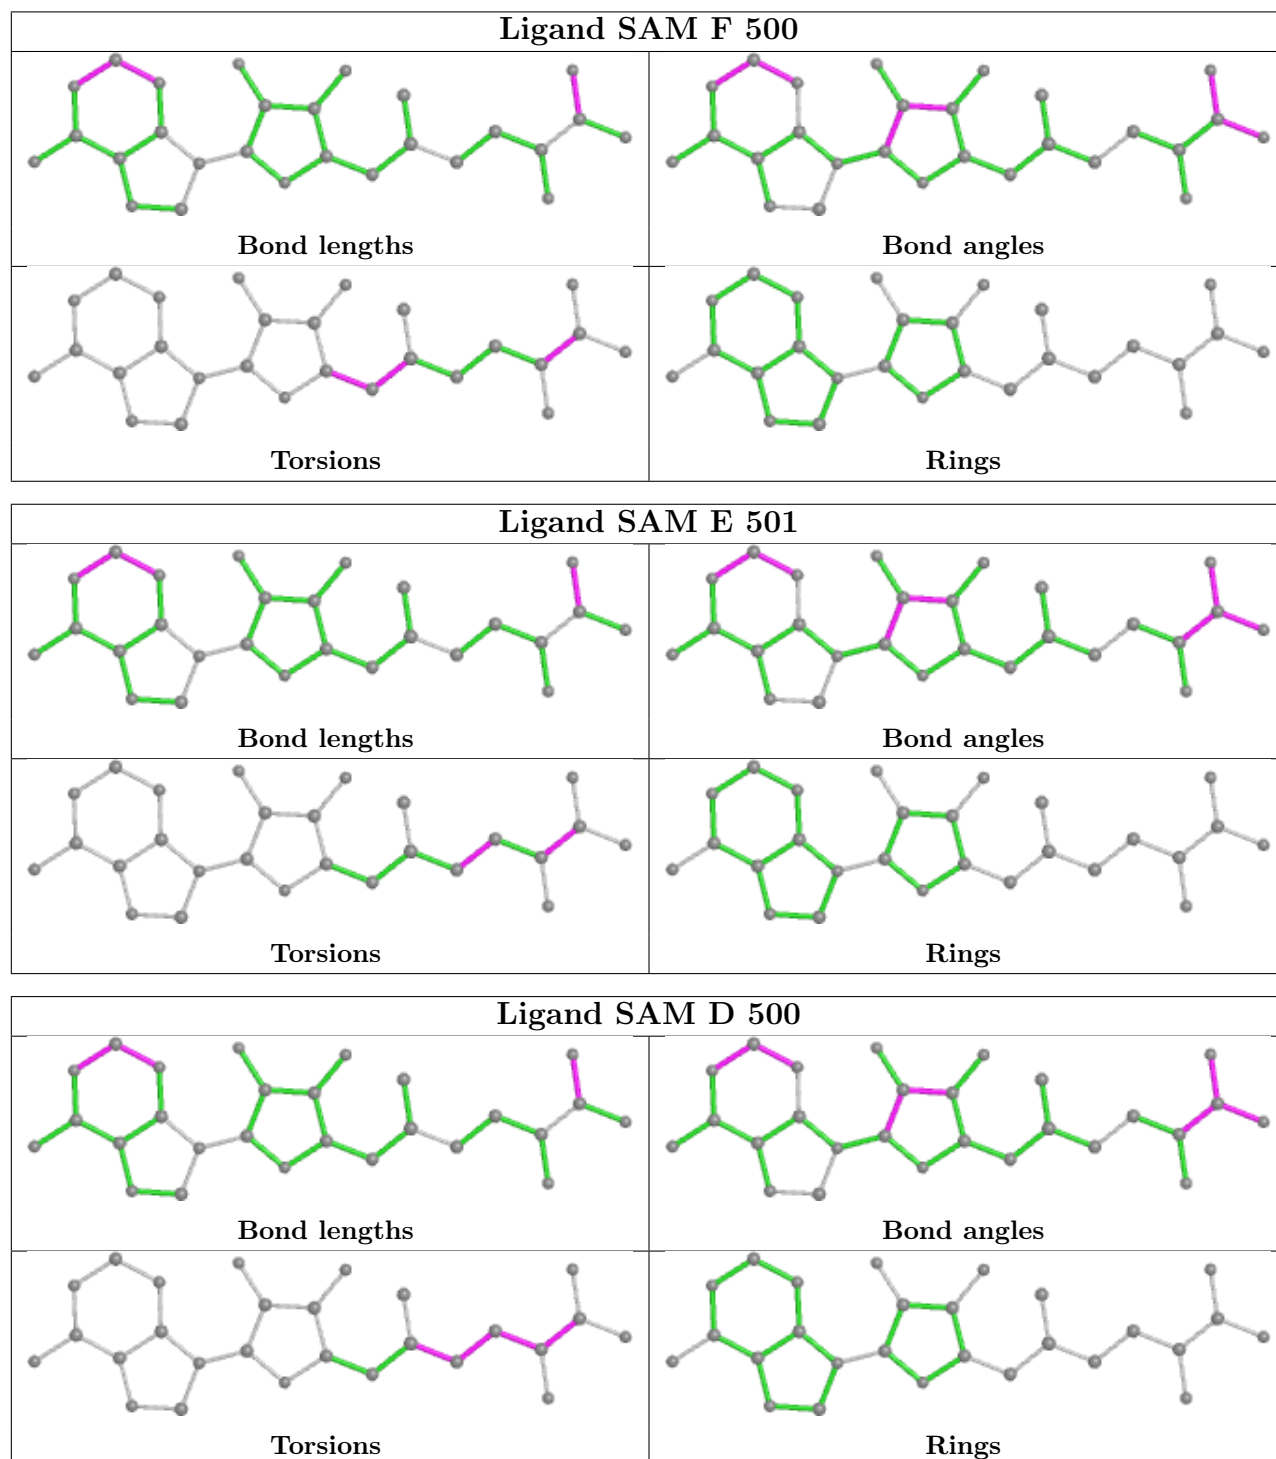 Ligand SAM F 500
Bond lengths
Bond angles
Torsions
Rings
Ligand SAM E 501
Bond lengths
Bond angles
Torsions
Rings
Ligand SAM D 500
Bond lengths
Bond angles
Torsions
Rings